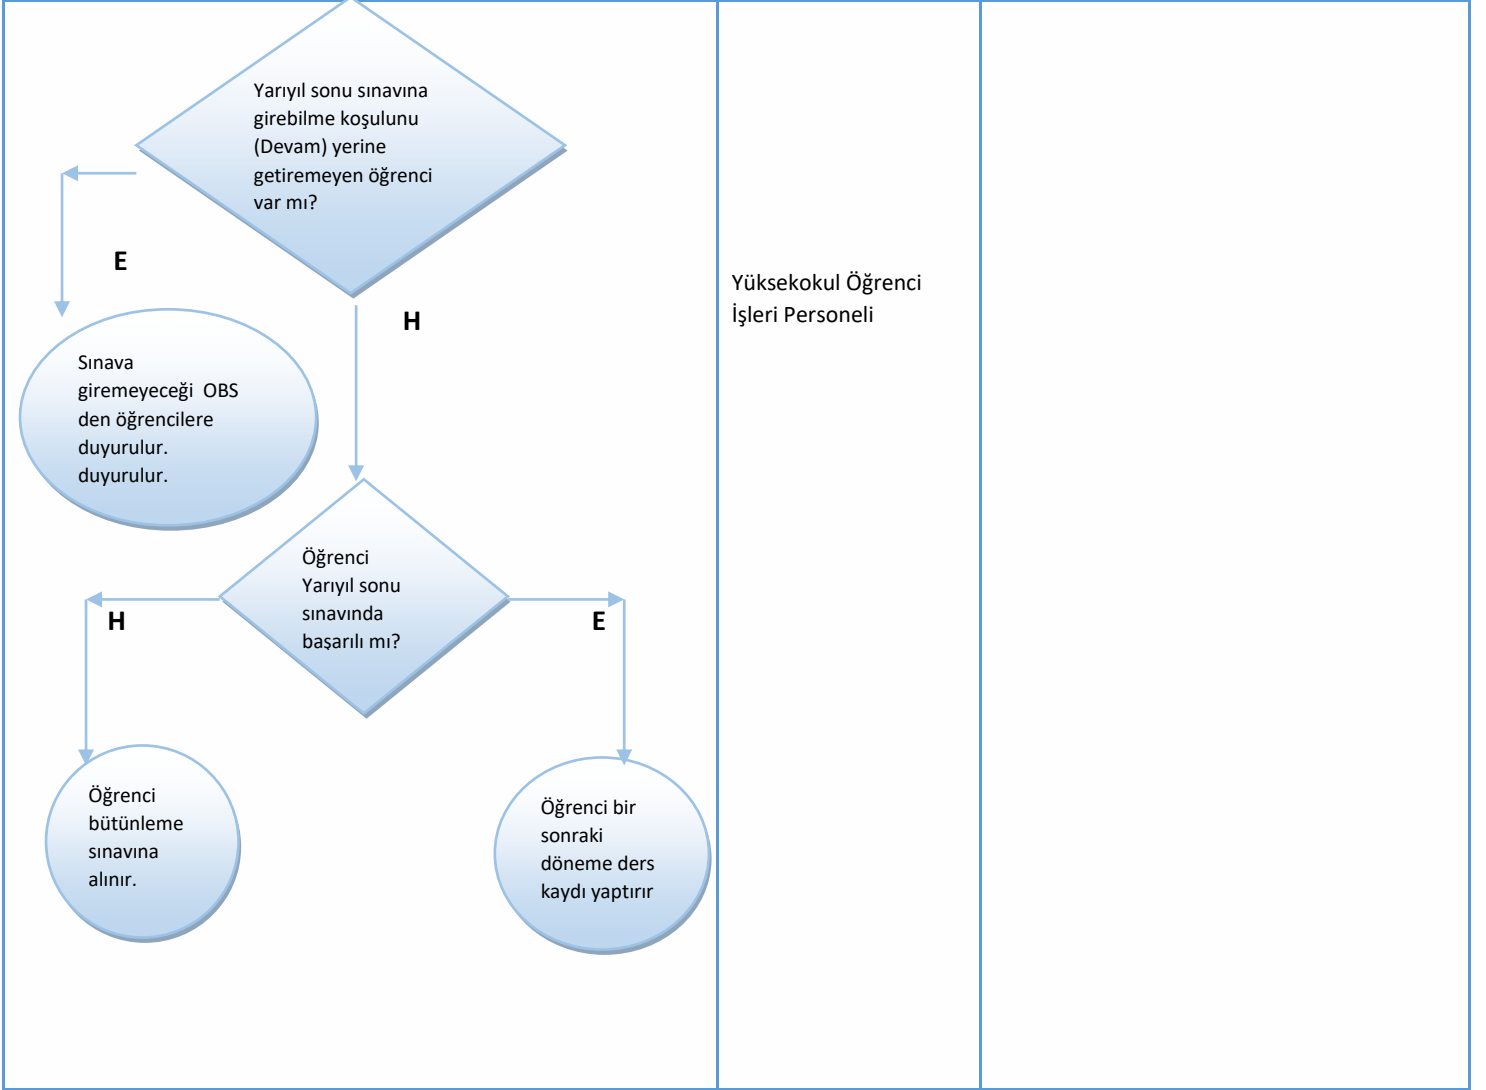 Yarıyıl sonu sınavına
girebilme koşulunu
(Devam) yerine
getiremeyen öğrenci
var mı?
E
H
Sınava
giremeyeceği OBS
den öğrencilere
duyurulur.
duyurulur.
Öğrenci
Yarıyıl sonu
sınavında
başarılı mı?
H
E
Öğrenci
bütünleme
sınavına
alınır.
Öğrenci bir
sonraki
döneme ders
kaydı yaptırır
Yüksekokul Öğrenci
İşleri Personeli